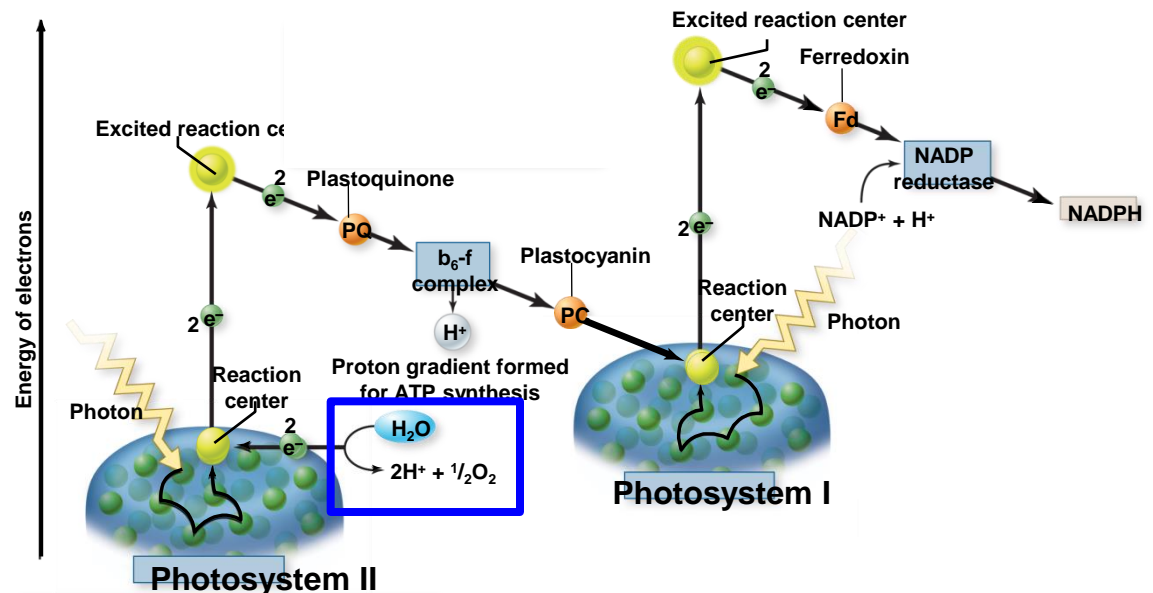 Excited reaction center
2
e⁻
Ferredoxin
Fd
NADP
reductase
NADP⁺ + H⁺
NADPH
Excited reaction ce
2
e⁻
Plastoquinone
PQ
b₆-f
complex
H⁺
Proton gradient formed
for ATP synthesis
Plastocyanin
PC
2 e⁻
Reaction
center
Photon
Photosystem I
Energy of electrons
2 e⁻
Photon
Reaction
center
2
e⁻
H₂O
2H⁺ + ¹/₂O₂
Photosystem II